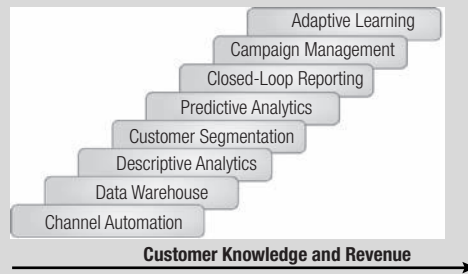 Adaptive Learning
Campaign Management
Closed-Loop Reporting
Predictive Analytics
Customer Segmentation
Descriptive Analytics
Data Warehouse
Channel Automation
Customer Knowledge and Revenue